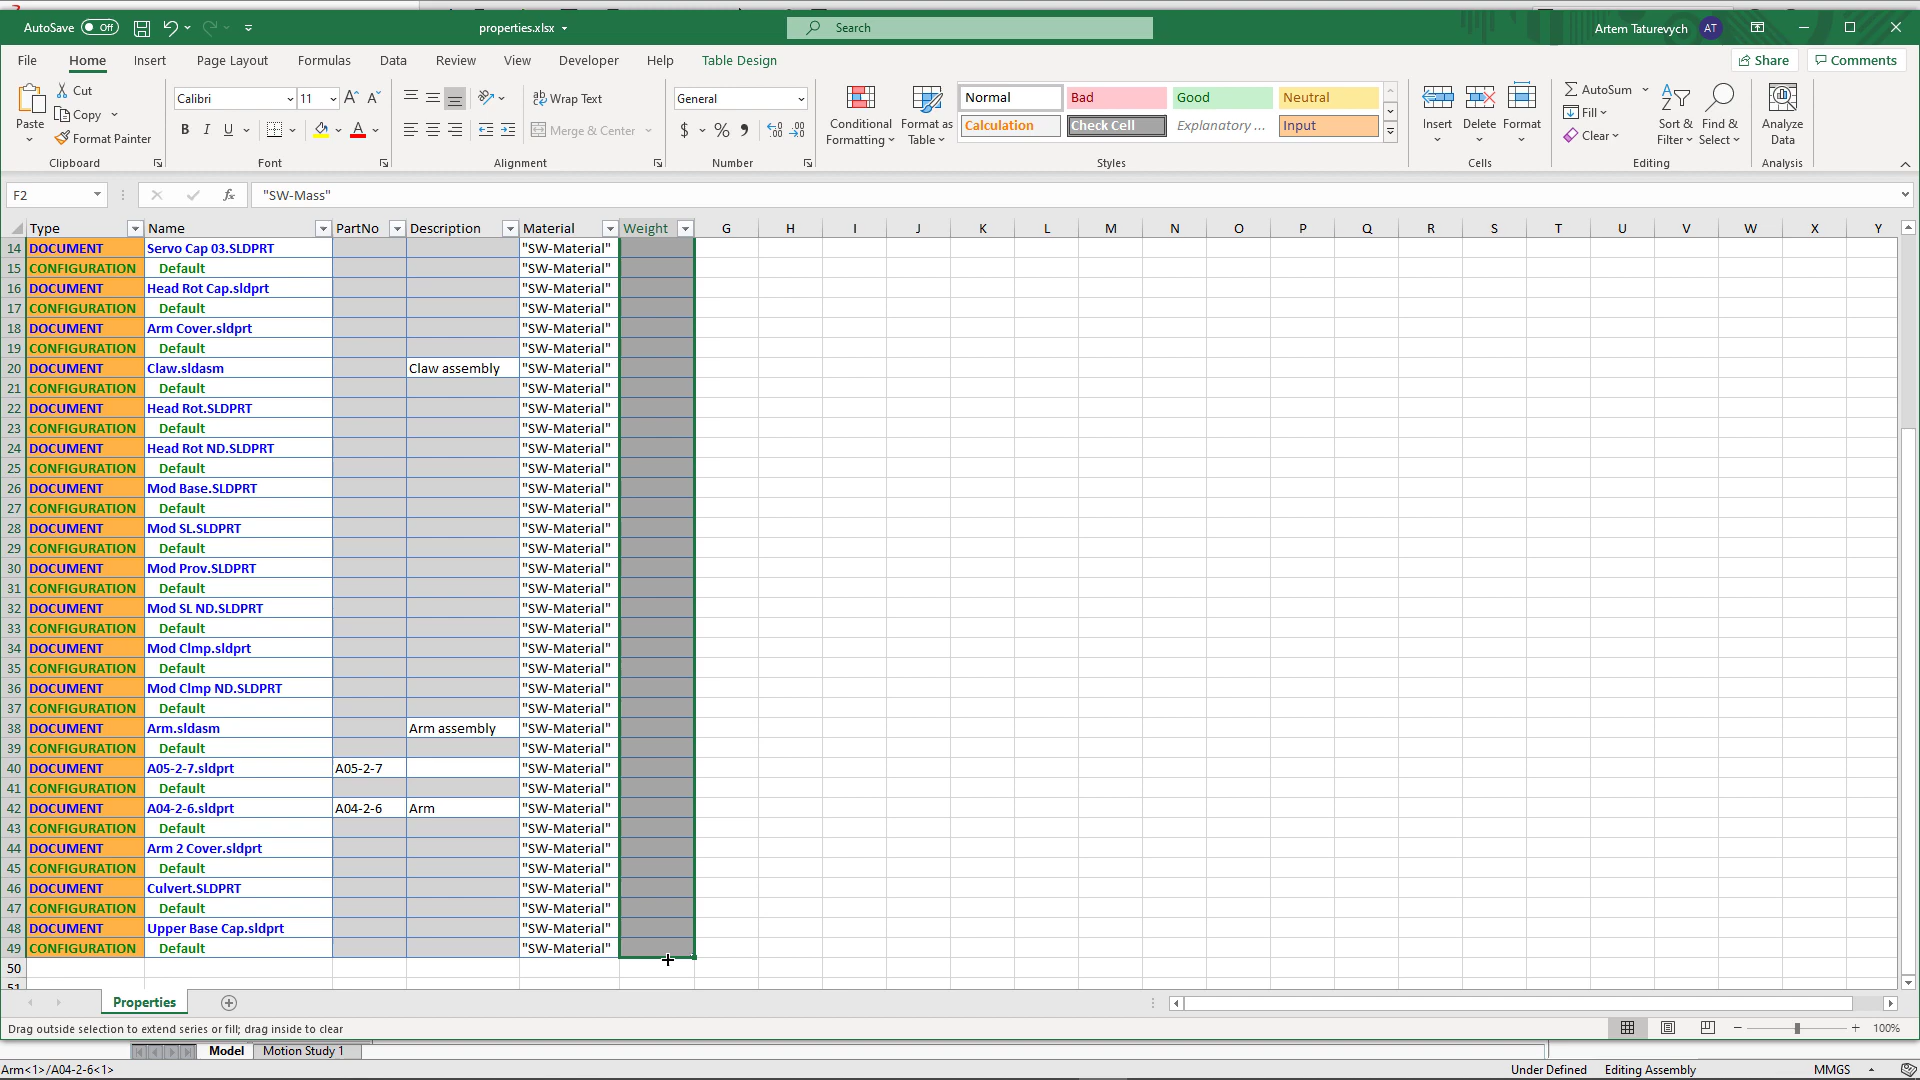 AutoSave Off properties.xlsx Search Artem Taturevych AT
File Home Insert Draw Page Layout Formulas Data Review View Developer Help Table Design Share Comments
Paste
Cut
Copy
Format Painter
Clipboard
Calibri 11
B I U
Font
Wrap Text
Merge & Center
Alignment
General
$ % 9
Number
Conditional Formatting
Format as Table
Normal Bad Good Neutral
Calculation Check Cell Explanatory ... Input
Styles
Insert Delete Format
Cells
AutoSum
Fill
Clear
Sort & Filter
Find & Select
Editing
Analyze Data
Analysis
F2 fx "SW-Mass"
Type Name PartNo Description Material Weight G H I J K L M N O P Q R S T U V W X Y
14 DOCUMENT Servo Cap 03.SLDPRT "SW-Material"
15 CONFIGURATION Default "SW-Material"
16 DOCUMENT Head Rot Cap.sldprt "SW-Material"
17 CONFIGURATION Default "SW-Material"
18 DOCUMENT Arm Cover.sldprt "SW-Material"
19 CONFIGURATION Default "SW-Material"
20 DOCUMENT Claw.sldasm Claw assembly "SW-Material"
21 CONFIGURATION Default "SW-Material"
22 DOCUMENT Head Rot.SLDPRT "SW-Material"
23 CONFIGURATION Default "SW-Material"
24 DOCUMENT Head Rot ND.SLDPRT "SW-Material"
25 CONFIGURATION Default "SW-Material"
26 DOCUMENT Mod Base.SLDPRT "SW-Material"
27 CONFIGURATION Default "SW-Material"
28 DOCUMENT Mod SL.SLDPRT "SW-Material"
29 CONFIGURATION Default "SW-Material"
30 DOCUMENT Mod Prov.SLDPRT "SW-Material"
31 CONFIGURATION Default "SW-Material"
32 DOCUMENT Mod SL ND.SLDPRT "SW-Material"
33 CONFIGURATION Default "SW-Material"
34 DOCUMENT Mod Clmp.sldprt "SW-Material"
35 CONFIGURATION Default "SW-Material"
36 DOCUMENT Mod Clmp ND.SLDPRT "SW-Material"
37 CONFIGURATION Default "SW-Material"
38 DOCUMENT Arm.sldasm Arm assembly "SW-Material"
39 CONFIGURATION Default "SW-Material"
40 DOCUMENT A05-2-7.sldprt A05-2-7 "SW-Material"
41 CONFIGURATION Default "SW-Material"
42 DOCUMENT A04-2-6.sldprt A04-2-6 Arm "SW-Material"
43 CONFIGURATION Default "SW-Material"
44 DOCUMENT Arm 2 Cover.sldprt "SW-Material"
45 CONFIGURATION Default "SW-Material"
46 DOCUMENT Culvert.SLDPRT "SW-Material"
47 CONFIGURATION Default "SW-Material"
48 DOCUMENT Upper Base Cap.sldprt "SW-Material"
49 CONFIGURATION Default "SW-Material"
50
51
Properties
Drag outside selection to extend series or fill; drag inside to clear 100%
Model Motion Study 1
Arm<1>/A04-2-6<1> Under Defined Editing Assembly MMGS